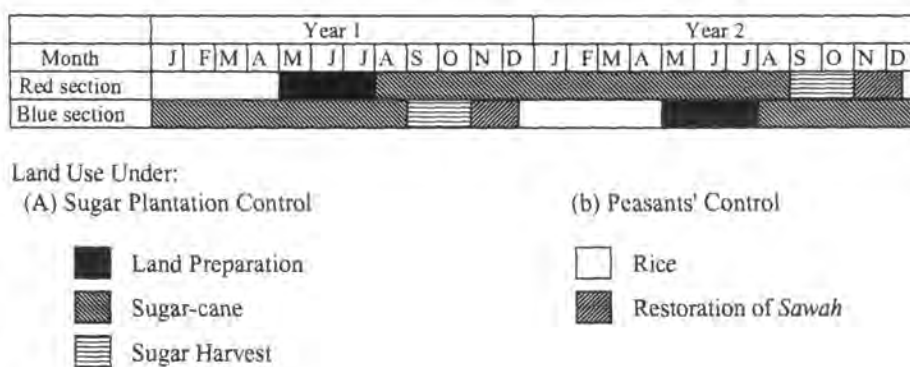 Year 1 Year 2
Month J F M A M J J A S O N D J F M A M J J A S O N D
Red section
Blue section
Land Use Under:
(A) Sugar Plantation Control (b) Peasants' Control
Land Preparation Rice
Sugar-cane Restoration of Sawah
Sugar Harvest